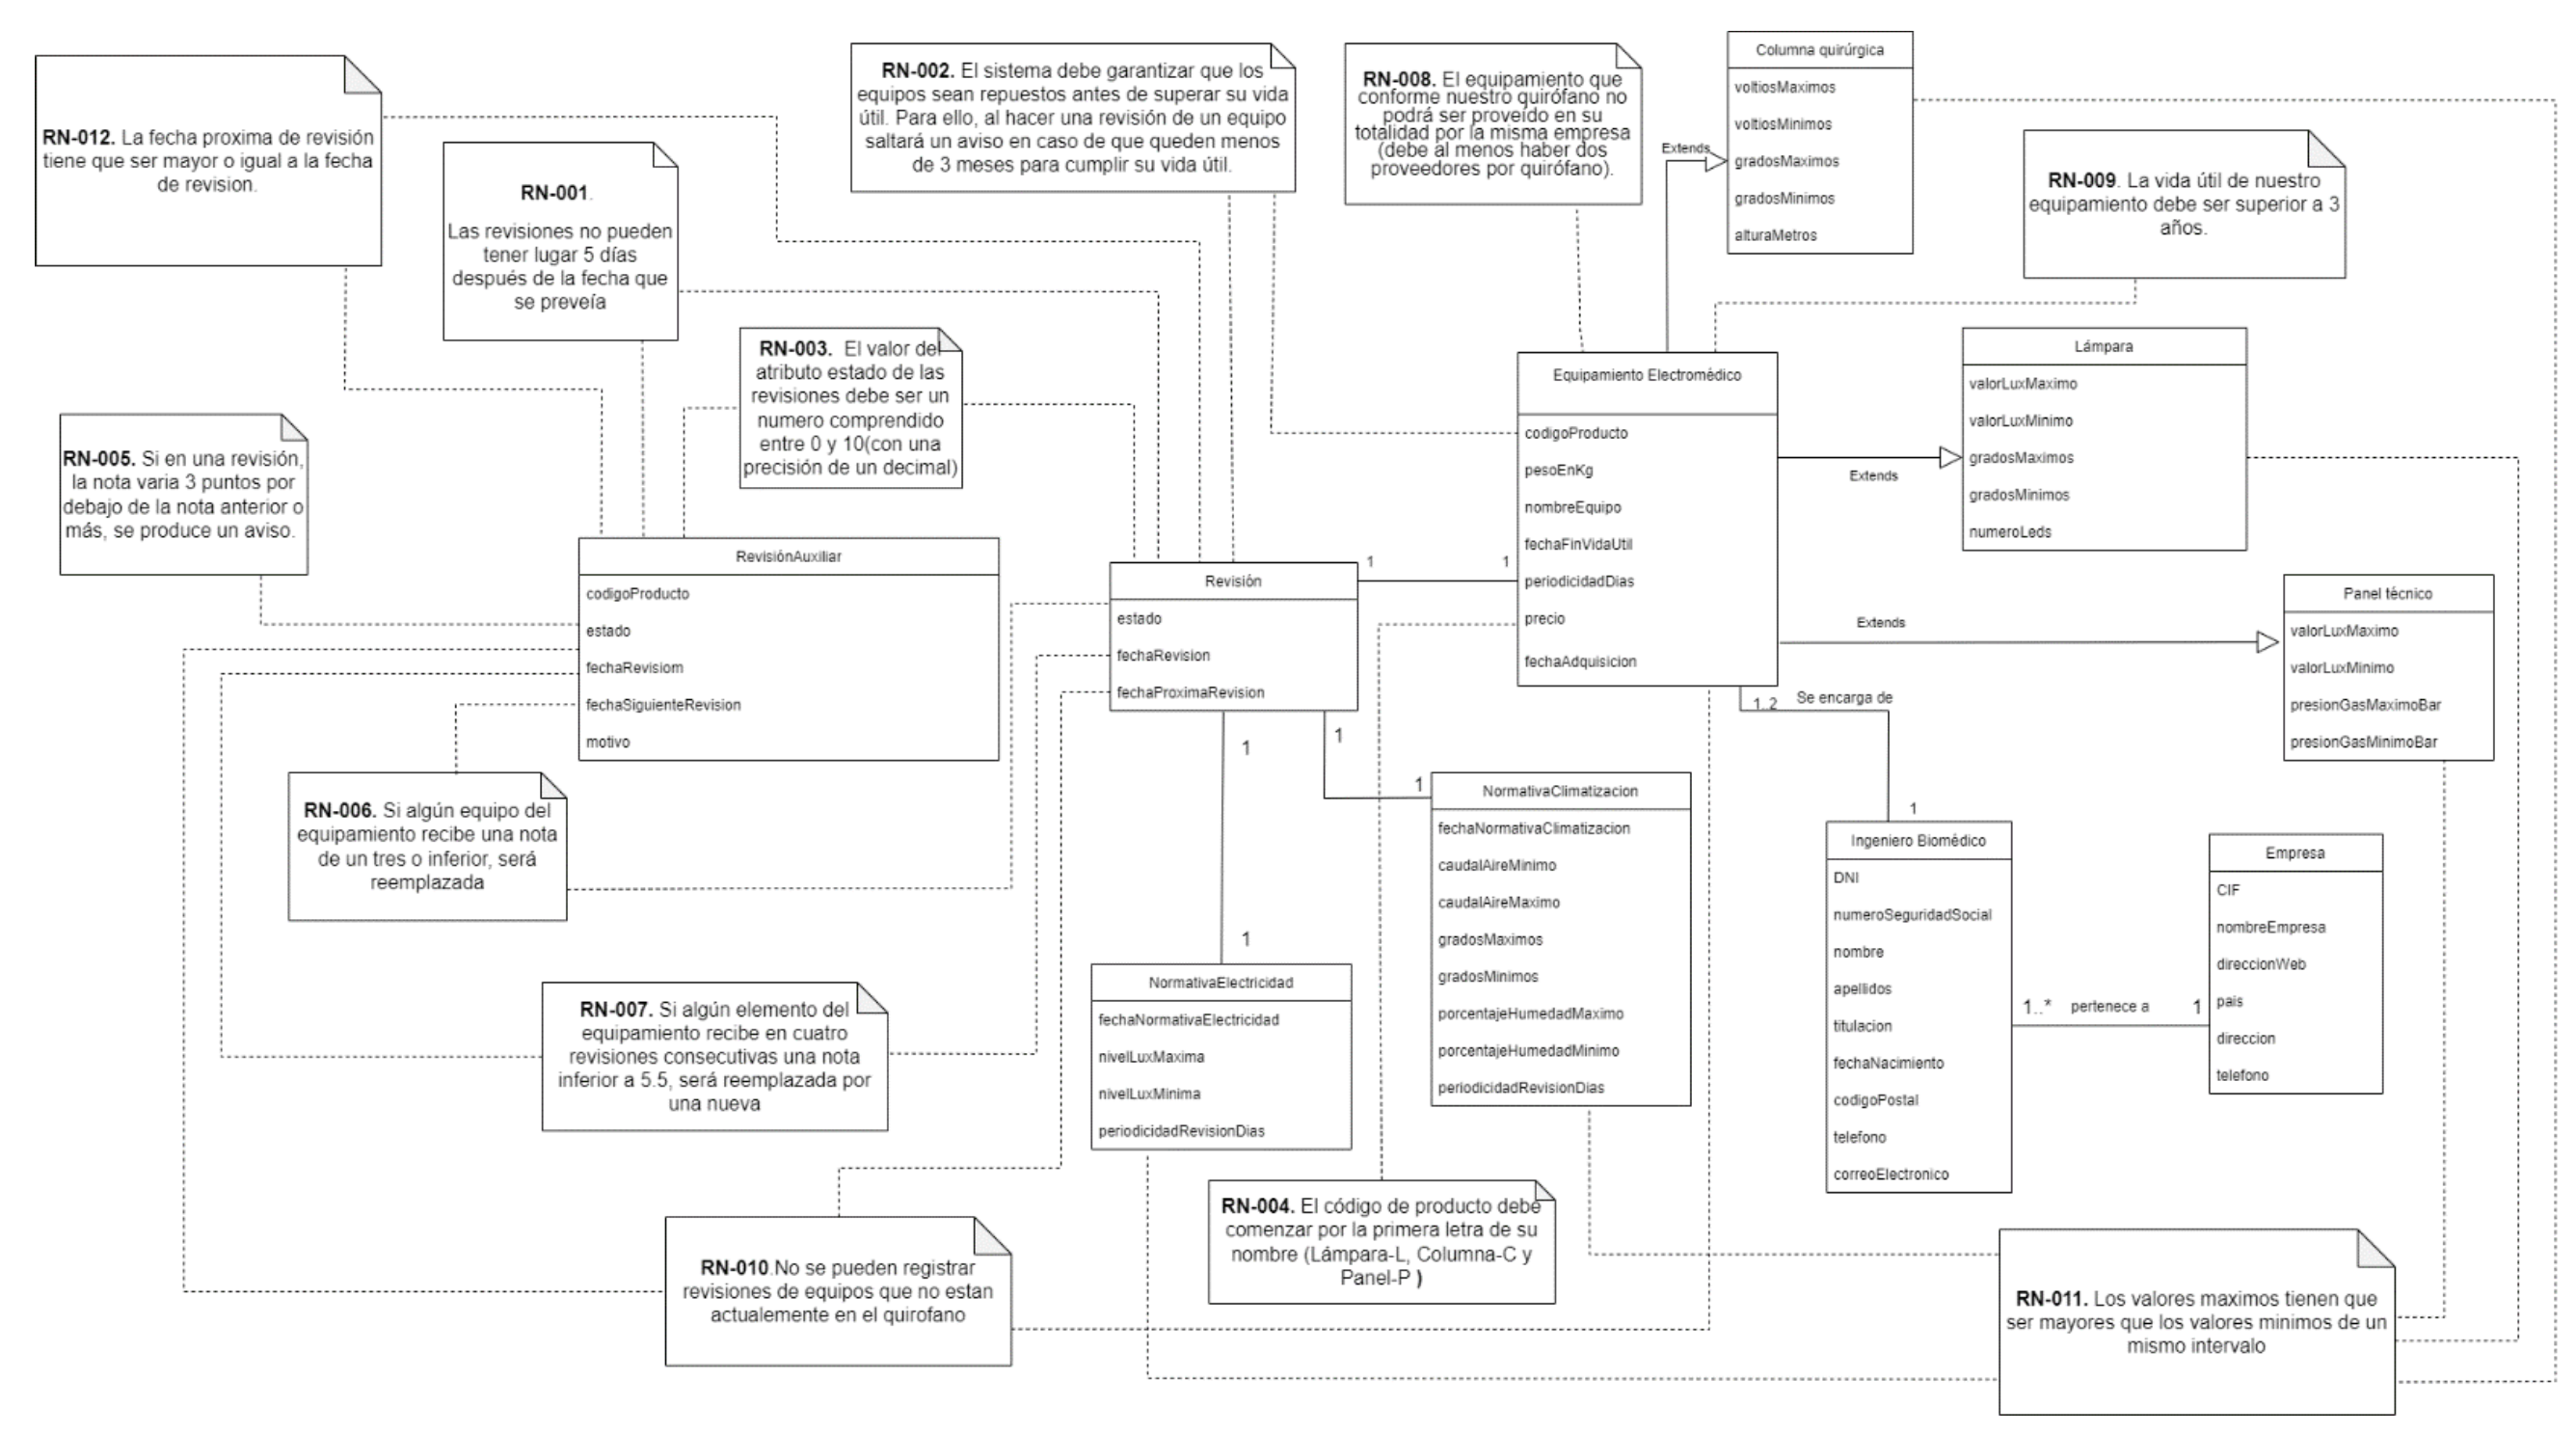 RN-012. La fecha proxima de revisión
tiene que ser mayor o igual a la fecha
de revision.
RN-001.
Las revisiones no pueden
tener lugar 5 días
después de la fecha que
se preveía
RN-002. El sistema debe garantizar que los
equipos sean repuestos antes de superar su vida
útil. Para ello, al hacer una revisión de un equipo
saltará un aviso en caso de que queden menos
de 3 meses para cumplir su vida útil.
RN-008. El equipamiento que
conforme nuestro quirófano no
podrá ser proveído en su
totalidad por la misma empresa
(debe al menos haber dos
proveedores por quirófano).
Columna quirúrgica
voltiosMaximos
voltiosMinimos
gradosMaximos
gradosMinimos
alturaMetros
Extends
RN-009. La vida útil de nuestro
equipamiento debe ser superior a 3
años.
RN-003. El valor del
atributo estado de las
revisiones debe ser un
numero comprendido
entre 0 y 10(con una
precisión de un decimal)
RN-005. Si en una revisión,
la nota varia 3 puntos por
debajo de la nota anterior o
más, se produce un aviso.
Equipamiento Electromédico
codigoProducto
pesoEnKg
nombreEquipo
fechaFinVidaUtil
periodicidadDias
precio
fechaAdquisicion
Lámpara
valorLuxMaximo
valorLuxMinimo
gradosMaximos
gradosMinimos
numeroLeds
Extends
RevisiónAuxiliar
codigoProducto
estado
fechaRevisiom
fechaSiguienteRevision
motivo
Revisión
estado
fechaRevision
fechaProximaRevision
1
1
Extends
Panel técnico
valorLuxMaximo
valorLuxMinimo
presionGasMaximoBar
presionGasMinimoBar
1..2
Se encarga de
1
1
1
1
1
RN-006. Si algún equipo del
equipamiento recibe una nota
de un tres o inferior, será
reemplazada
NormativaClimatizacion
fechaNormativaClimatizacion
caudalAireMinimo
caudalAireMaximo
gradosMaximos
gradosMinimos
porcentajeHumedadMaximo
porcentajeHumedadMinimo
periodicidadRevisionDias
Ingeniero Biomédico
DNI
numeroSeguridadSocial
nombre
apellidos
titulacion
fechaNacimiento
codigoPostal
telefono
correoElectronico
1..*
pertenece a
1
Empresa
CIF
nombreEmpresa
direccionWeb
pais
direccion
telefono
NormativaElectricidad
fechaNormativaElectricidad
nivelLuxMaxima
nivelLuxMinima
periodicidadRevisionDias
RN-007. Si algún elemento del
equipamiento recibe en cuatro
revisiones consecutivas una nota
inferior a 5.5, será reemplazada por
una nueva
RN-004. El código de producto debe
comenzar por la primera letra de su
nombre (Lámpara-L, Columna-C y
Panel-P )
RN-010.No se pueden registrar
revisiones de equipos que no estan
actualemente en el quirofano
RN-011. Los valores maximos tienen que
ser mayores que los valores minimos de un
mismo intervalo